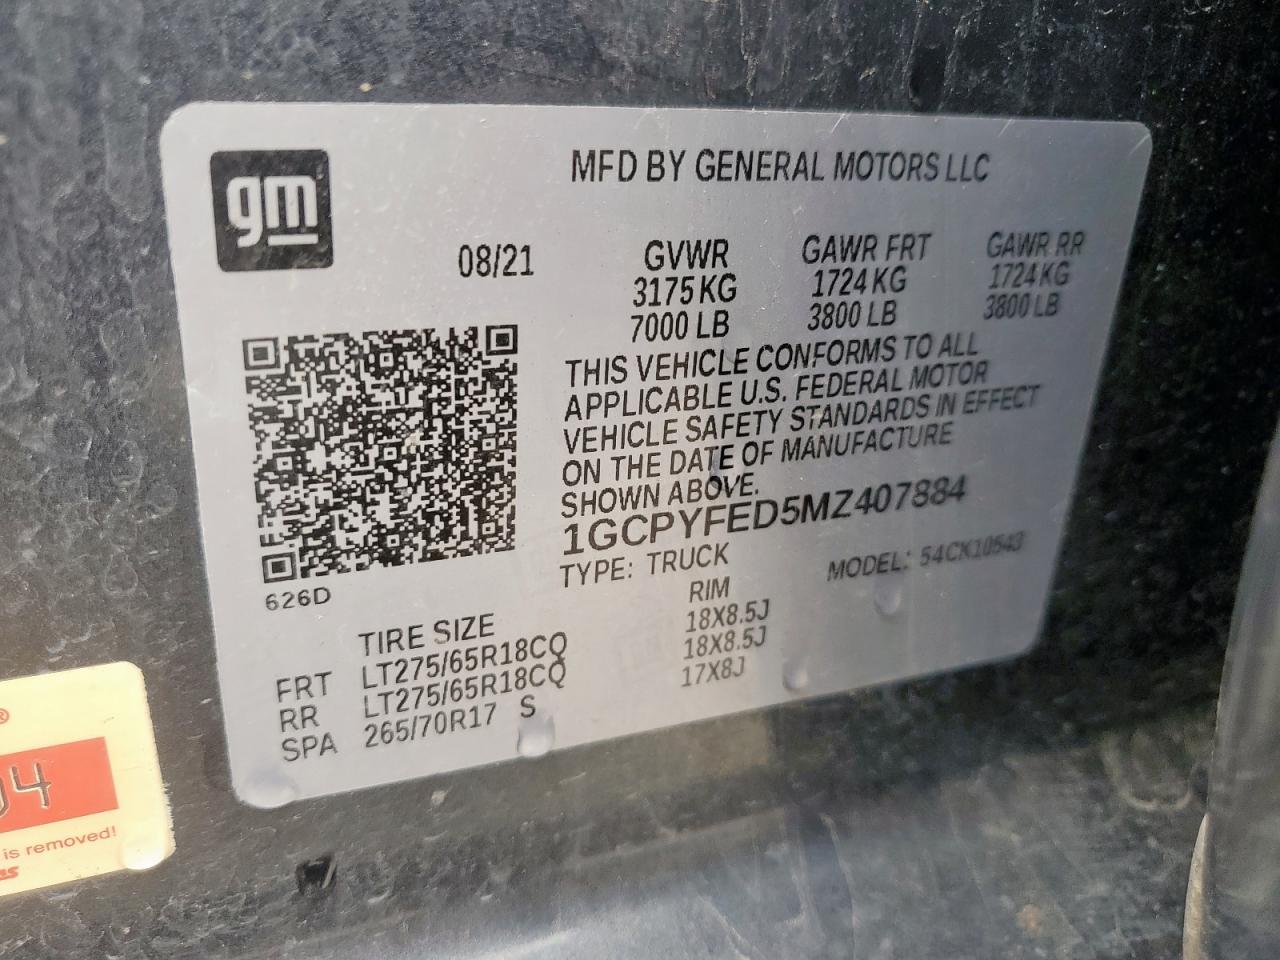 gm
MFD BY GENERAL MOTORS LLC
08/21
GVWR GAWR FRT GAWR RR
3175 KG 1724 KG 1724 KG
7000 LB 3800 LB 3800 LB
THIS VEHICLE CONFORMS TO ALL
APPLICABLE U.S. FEDERAL MOTOR
VEHICLE SAFETY STANDARDS IN EFFECT
ON THE DATE OF MANUFACTURE
SHOWN ABOVE.
1GCPYFED5MZ407884
TYPE: TRUCK MODEL: 54CK10543
626D
TIRE SIZE RIM
FRT LT275/65R18CQ 18X8.5J
RR LT275/65R18CQ 18X8.5J
SPA 265/70R17 S 17X8J
®
04
is removed!